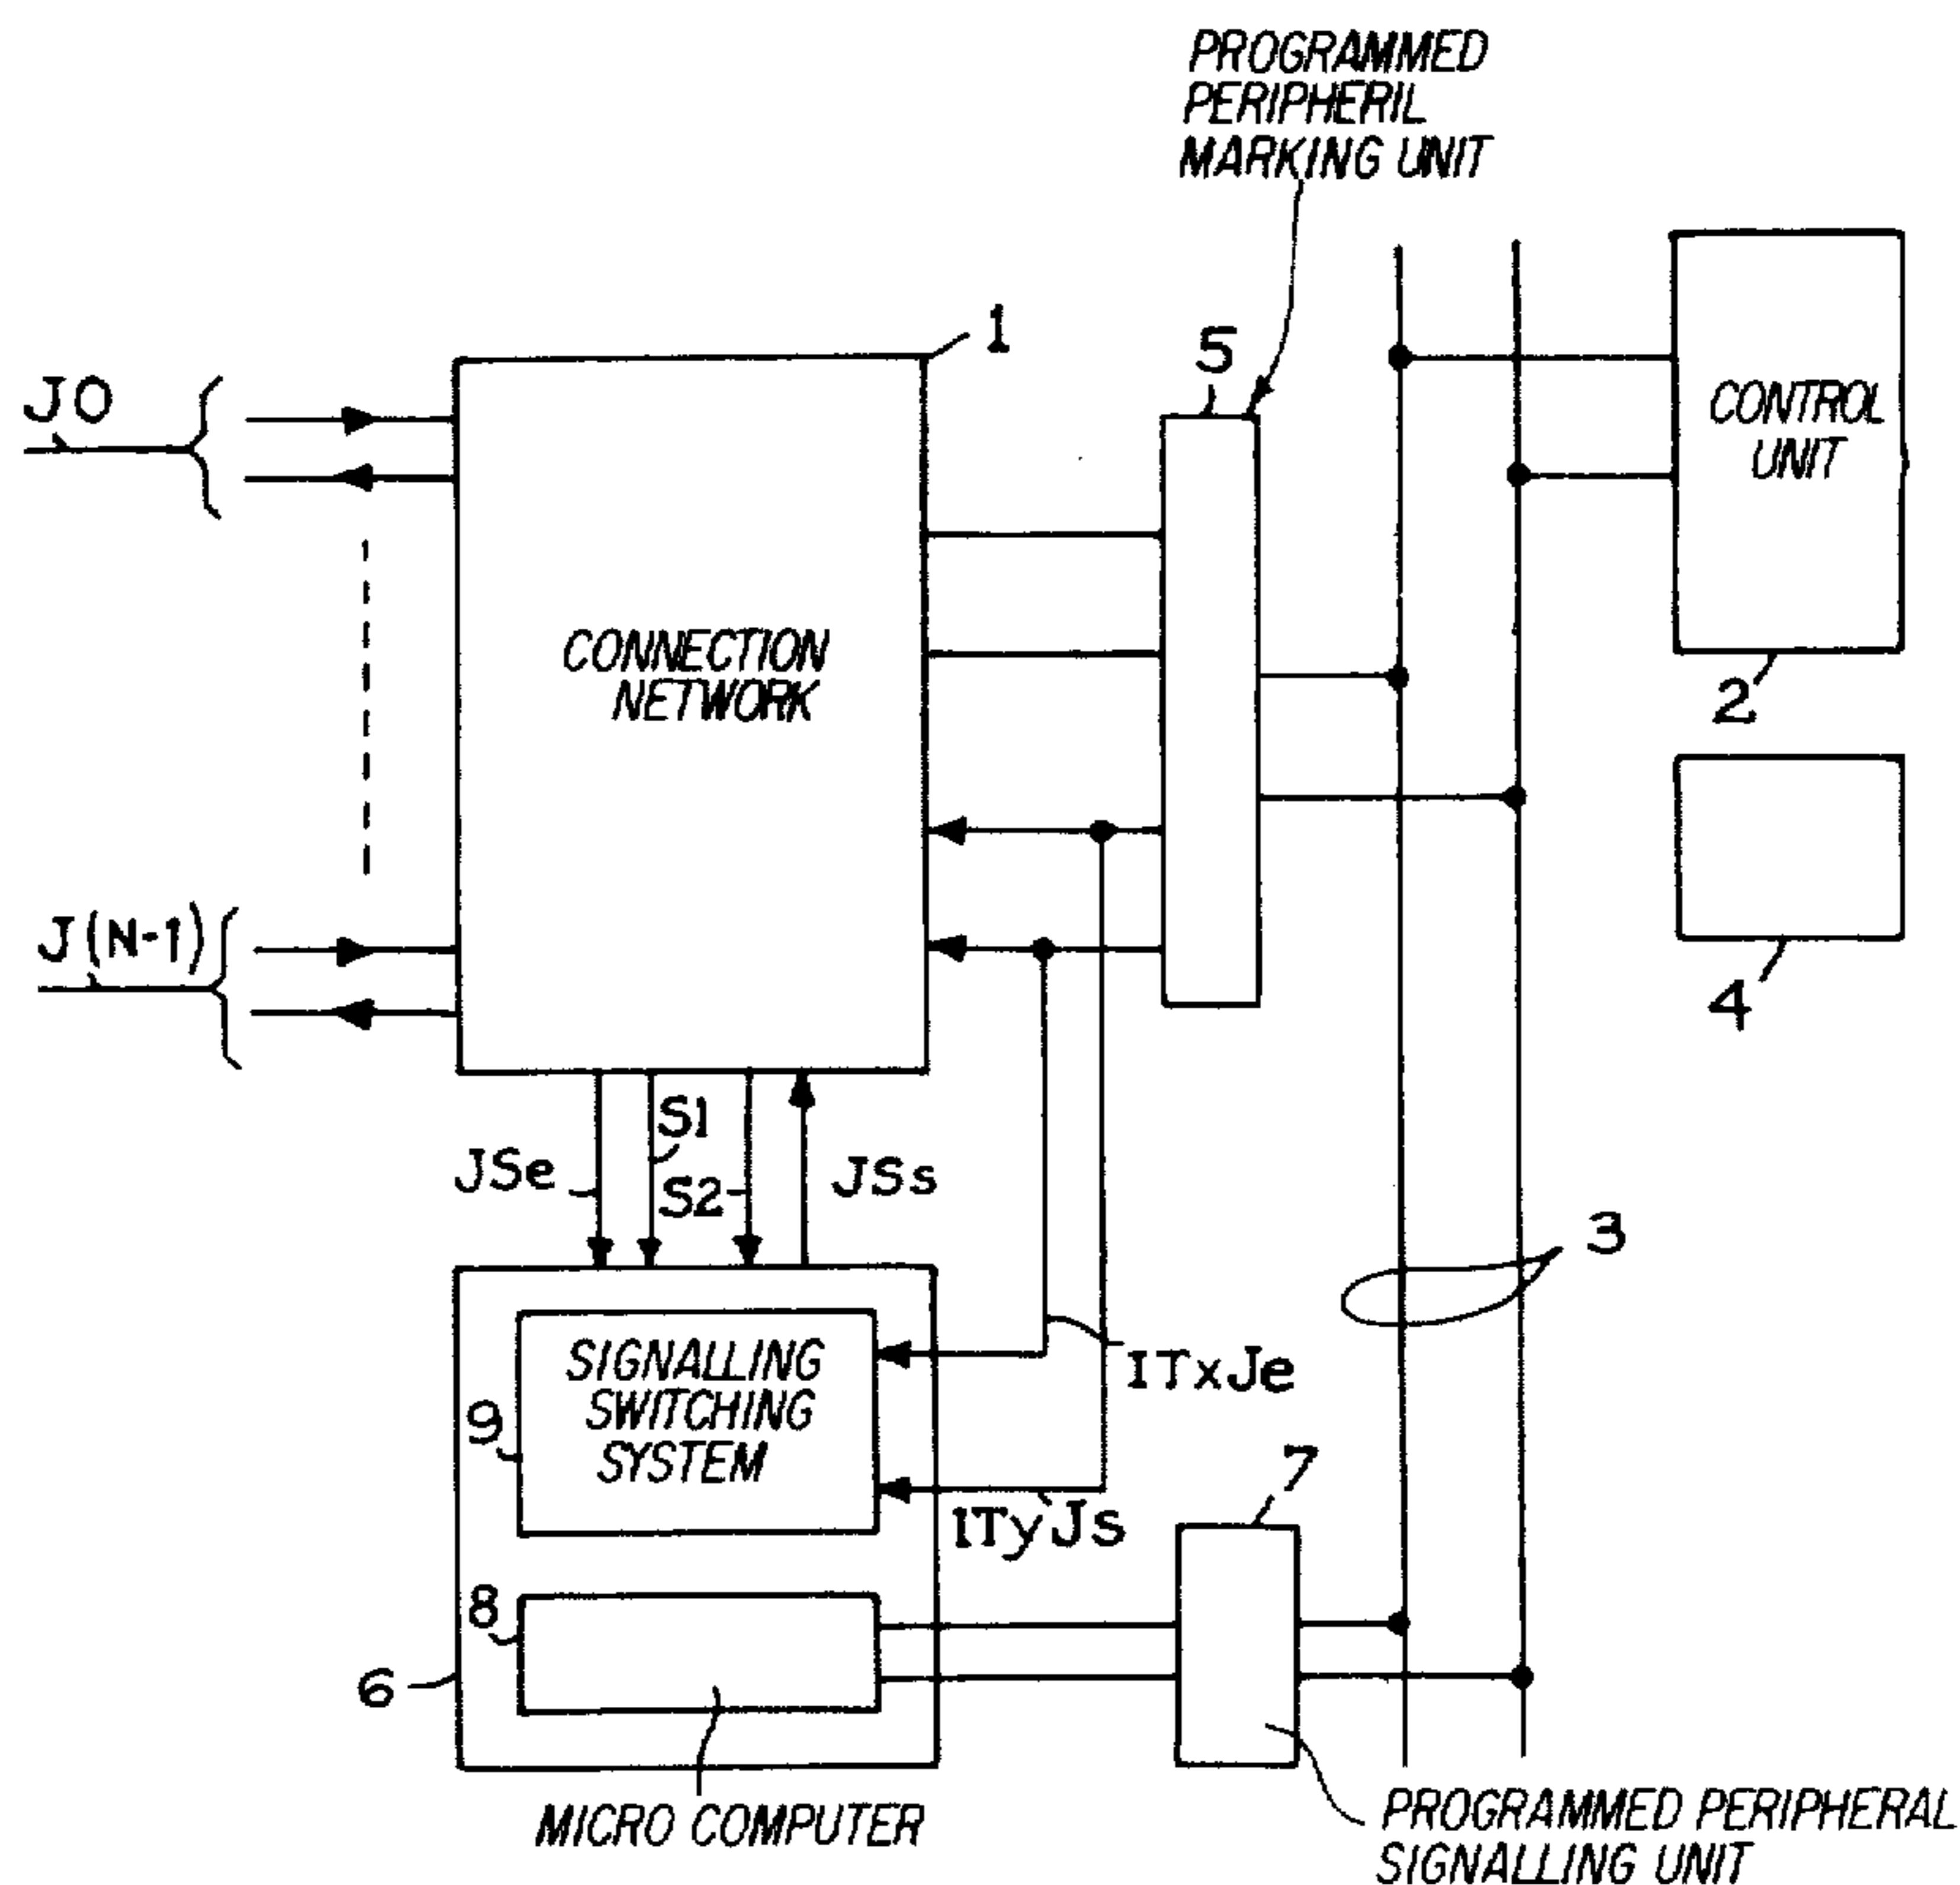 PROGRAMMED
PERIPHERIL
MARKING UNIT
1
5
J0
CONTROL
UNIT
CONNECTION
NETWORK
2
J(N-1)
4
S1
JSe
S2
JSs
3
SIGNALLING
SWITCHING
SYSTEM
ITxJe
9
7
ITyJs
8
6
MICRO COMPUTER
PROGRAMMED PERIPHERAL
SIGNALLING UNIT